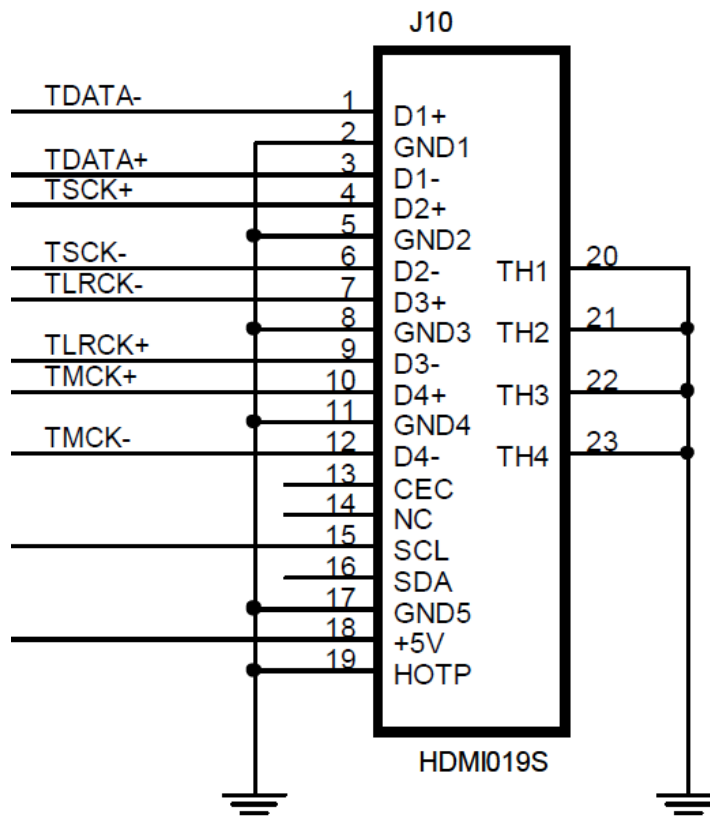 J10
TDATA- 1 D1+
2 GND1
TDATA+ 3 D1-
TSCK+ 4 D2+
5 GND2
TSCK- 6 D2- TH1 20
TLRCK- 7 D3+
8 GND3 TH2 21
TLRCK+ 9 D3-
TMCK+ 10 D4+ TH3 22
11 GND4
TMCK- 12 D4- TH4 23
13 CEC
14 NC
15 SCL
16 SDA
17 GND5
18 +5V
19 HOTP
HDMI019S